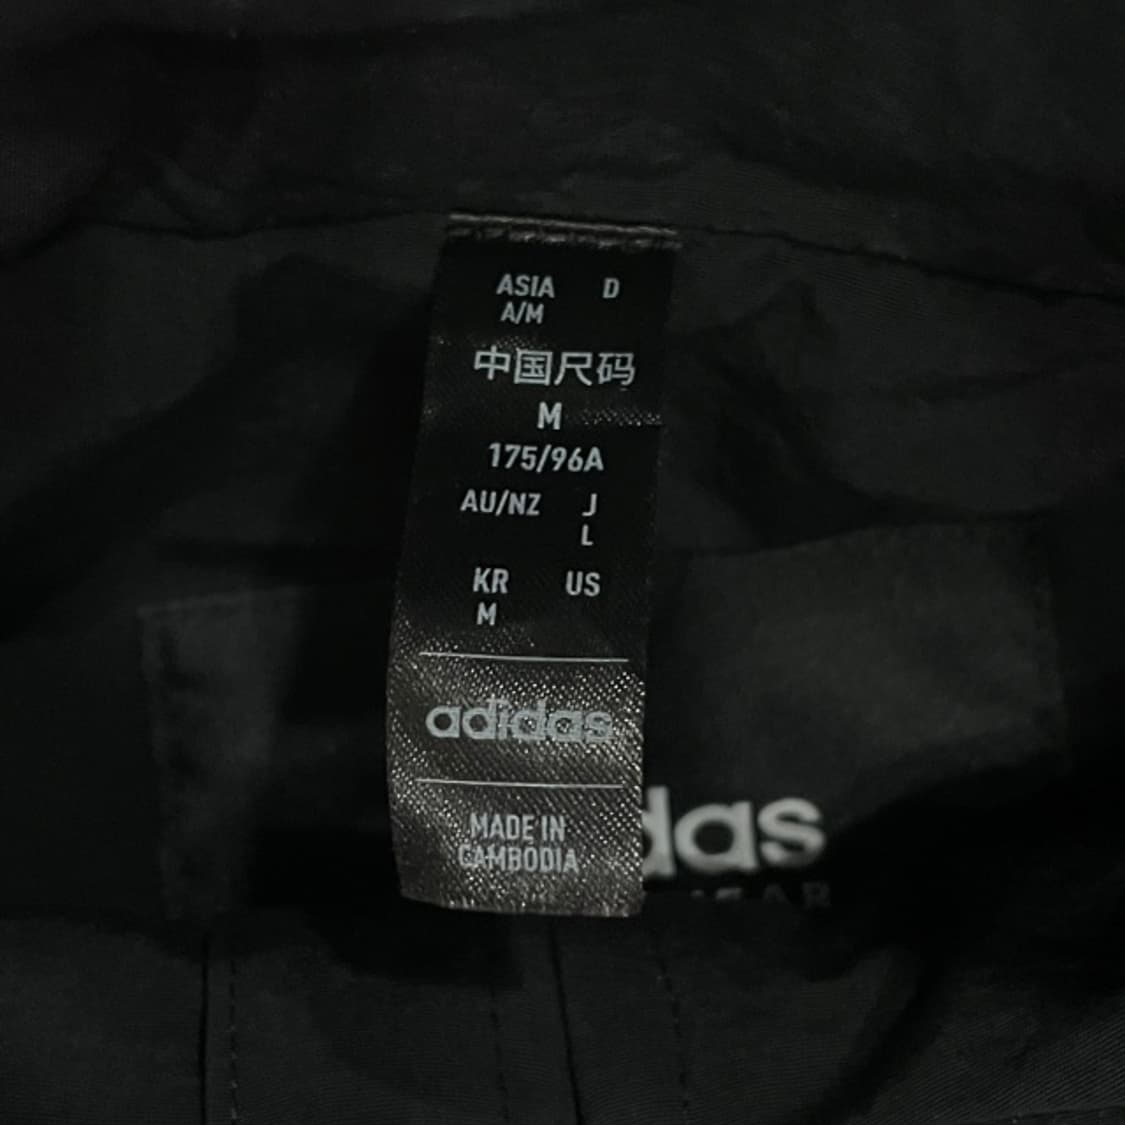 ASIA D
A/M
中国尺码
M
175/96A
AU/NZ J
L
KR US
M
adidas
MADE IN
CAMBODIA
das